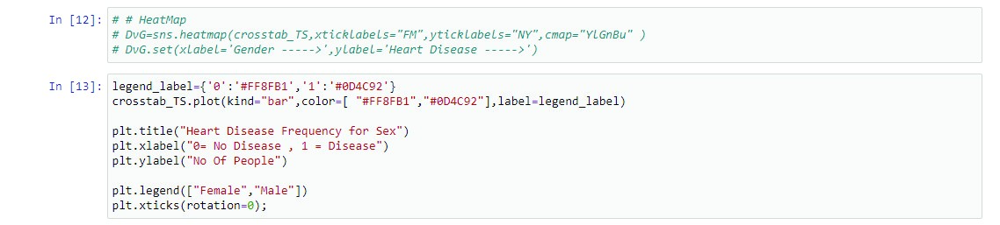 In [12]: # # HeatMap
# DvG=sns.heatmap(crosstab_TS,xticklabels="FM",yticklabels="NY",cmap="YlGnBu" )
# DvG.set(xlabel='Gender ----->',ylabel='Heart Disease ----->')
In [13]: legend_label={'0':'#FF8FB1','1':'#0D4C92'}
crosstab_TS.plot(kind="bar",color=[ "#FF8FB1","#0D4C92"],label=legend_label)
plt.title("Heart Disease Frequency for Sex")
plt.xlabel("0= No Disease , 1 = Disease")
plt.ylabel("No Of People")
plt.legend(["Female","Male"])
plt.xticks(rotation=0);